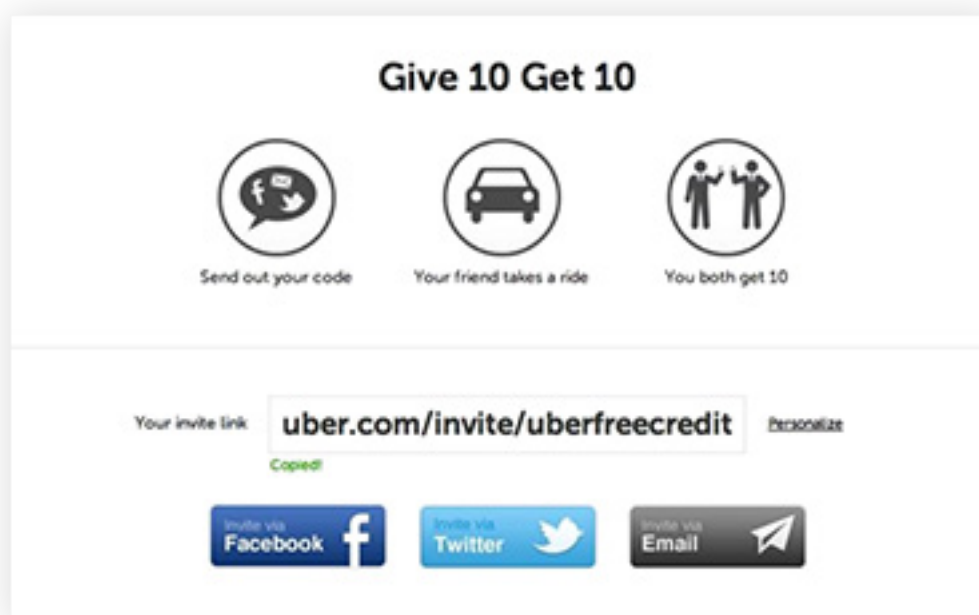 Give 10 Get 10
Send out your code
Your friend takes a ride
You both get 10
Your invite link
uber.com/invite/uberfreecredit
Personalize
Copied!
Invite via
Facebook
Invite via
Twitter
Invite via
Email